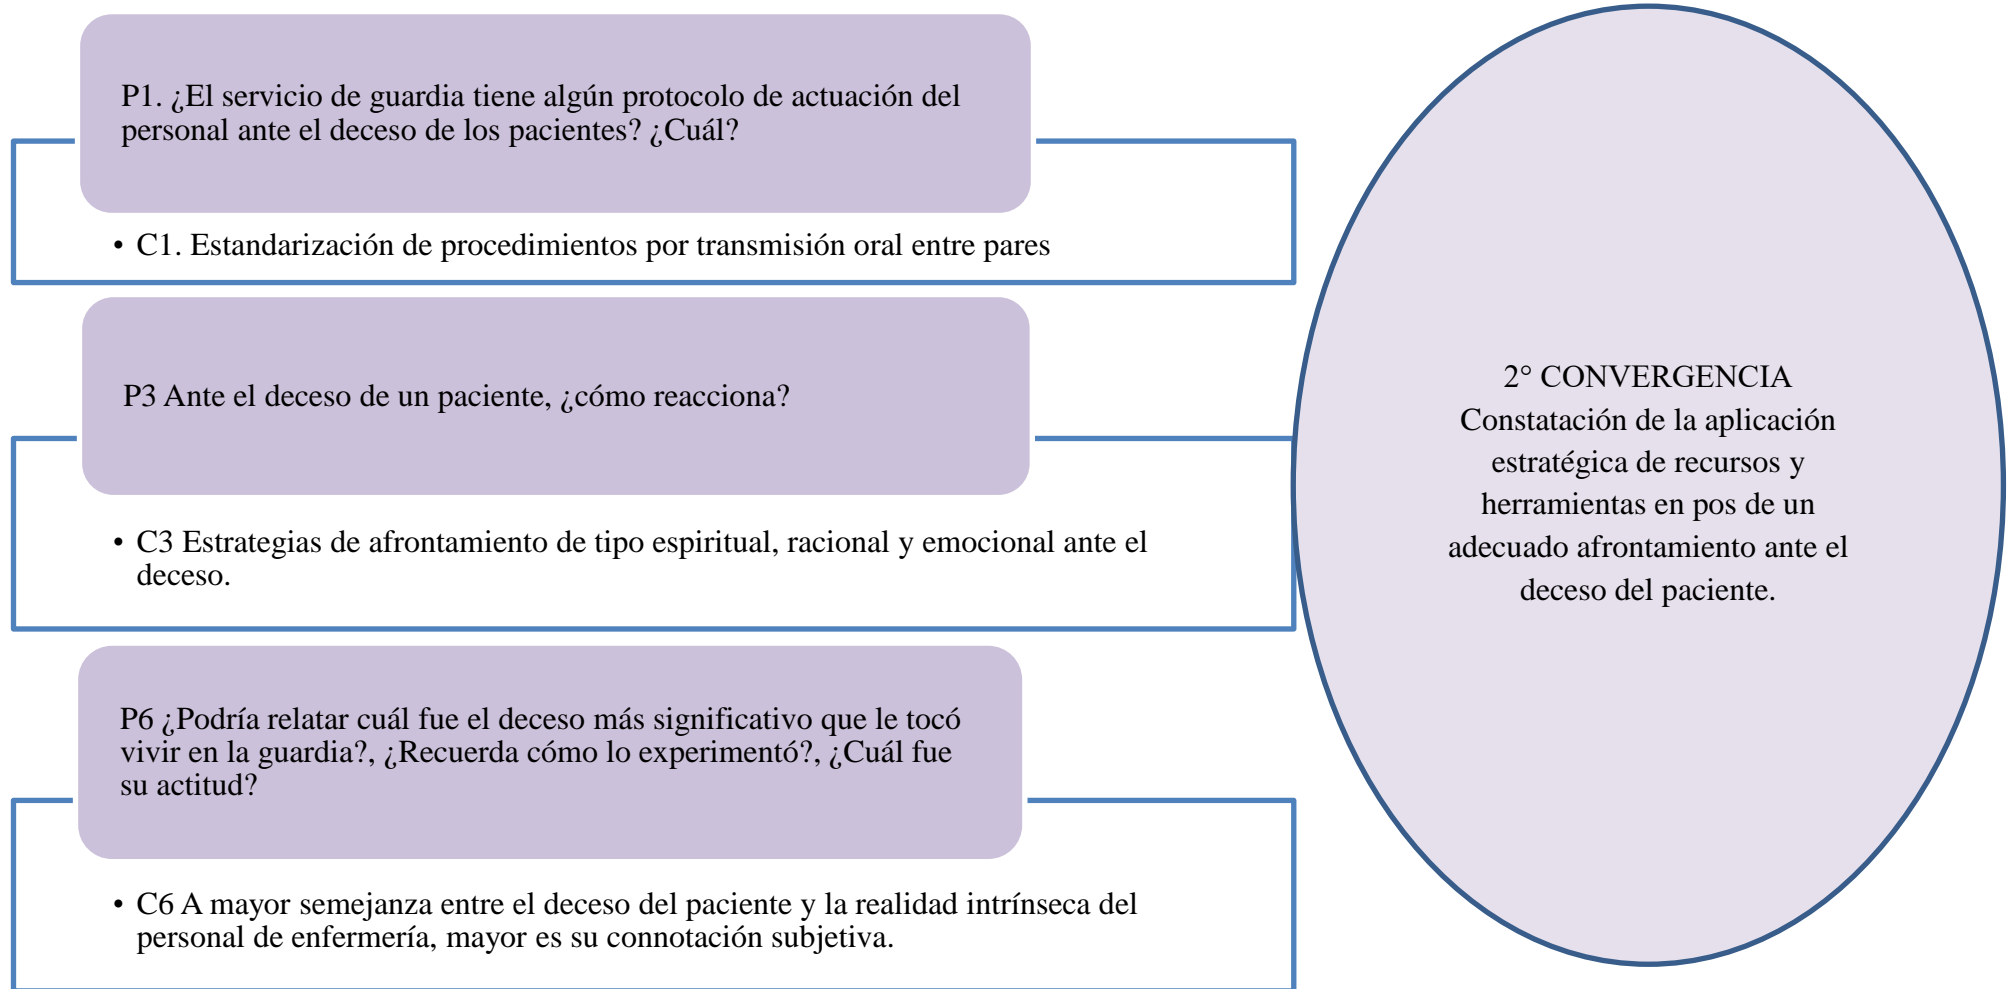 P1. ¿El servicio de guardia tiene algún protocolo de actuación del
personal ante el deceso de los pacientes? ¿Cuál?
• C1. Estandarización de procedimientos por transmisión oral entre pares
P3 Ante el deceso de un paciente, ¿cómo reacciona?
• C3 Estrategias de afrontamiento de tipo espiritual, racional y emocional ante el
deceso.
P6 ¿Podría relatar cuál fue el deceso más significativo que le tocó
vivir en la guardia?, ¿Recuerda cómo lo experimentó?, ¿Cuál fue
su actitud?
• C6 A mayor semejanza entre el deceso del paciente y la realidad intrínseca del
personal de enfermería, mayor es su connotación subjetiva.
2° CONVERGENCIA
Constatación de la aplicación
estratégica de recursos y
herramientas en pos de un
adecuado afrontamiento ante el
deceso del paciente.